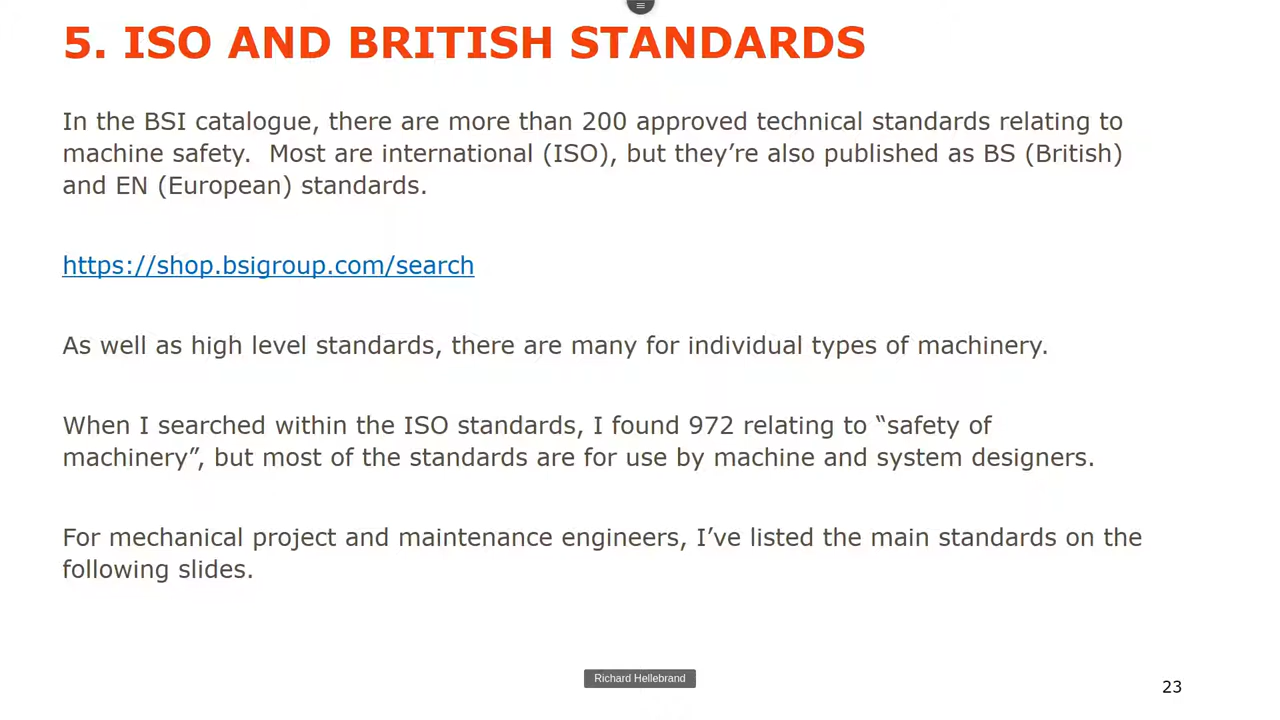 5. ISO AND BRITISH STANDARDS
In the BSI catalogue, there are more than 200 approved technical standards relating to
machine safety.  Most are international (ISO), but they’re also published as BS (British)
and EN (European) standards.
https://shop.bsigroup.com/search
As well as high level standards, there are many for individual types of machinery.
When I searched within the ISO standards, I found 972 relating to “safety of
machinery”, but most of the standards are for use by machine and system designers.
For mechanical project and maintenance engineers, I’ve listed the main standards on the
following slides.
Richard Hellebrand
23